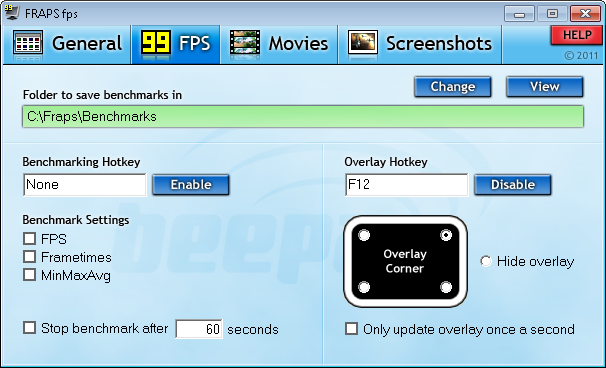 FRAPS fps
General
99 FPS
Movies
Screenshots
HELP
© 2011
Folder to save benchmarks in
Change
View
C:\Fraps\Benchmarks
Benchmarking Hotkey
None
Enable
Overlay Hotkey
F12
Disable
Benchmark Settings
FPS
Frametimes
MinMaxAvg
Overlay
Corner
Hide overlay
Stop benchmark after 60 seconds
Only update overlay once a second